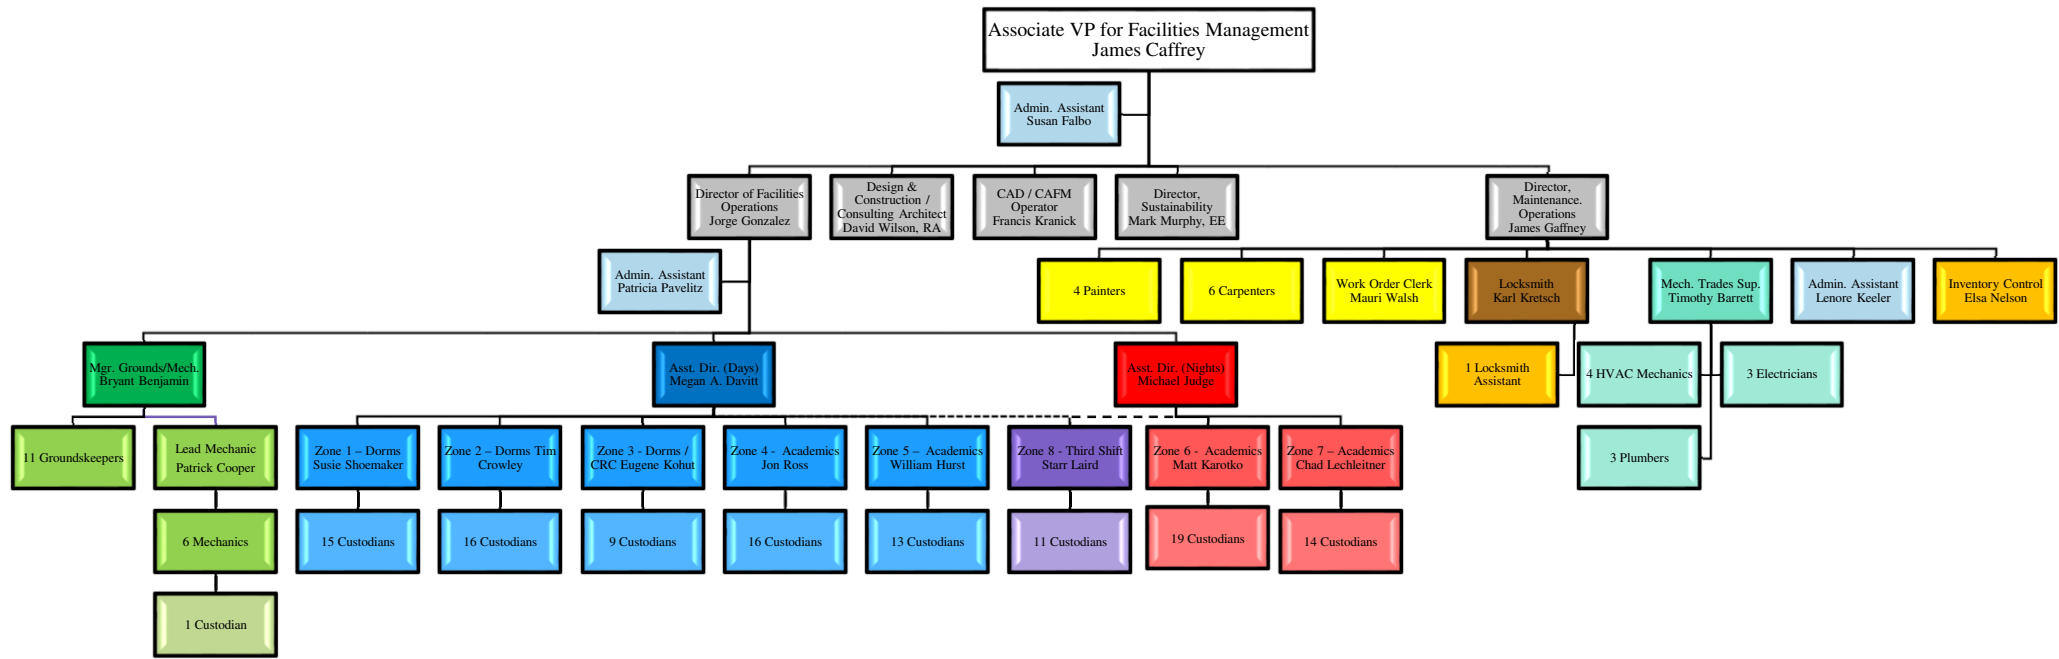 Associate VP for Facilities Management
James Caffrey
Admin. Assistant
Susan Falbo
Director of Facilities
Operations
Jorge Gonzalez
Design &
Construction /
Consulting Architect
David Wilson, RA
CAD / CAFM
Operator
Francis Kranick
Director,
Sustainability
Mark Murphy, EE
Director,
Maintenance.
Operations
James Gaffney
Admin. Assistant
Patricia Pavelitz
4 Painters
6 Carpenters
Work Order Clerk
Mauri Walsh
Locksmith
Karl Kretsch
Mech. Trades Sup.
Timothy Barrett
Admin. Assistant
Lenore Keeler
Inventory Control
Elsa Nelson
Mgr. Grounds/Mech.
Bryant Benjamin
Asst. Dir. (Days)
Megan A. Davitt
Asst. Dir. (Nights)
Michael Judge
1 Locksmith
Assistant
4 HVAC Mechanics
3 Electricians
11 Groundskeepers
Lead Mechanic
Patrick Cooper
Zone 1 – Dorms
Susie Shoemaker
Zone 2 – Dorms Tim
Crowley
Zone 3 - Dorms /
CRC Eugene Kohut
Zone 4 -  Academics
Jon Ross
Zone 5 –  Academics
William Hurst
Zone 8 - Third Shift
Starr Laird
Zone 6 -  Academics
Matt Karotko
Zone 7 – Academics
Chad Lechleitner
3 Plumbers
6 Mechanics
15 Custodians
16 Custodians
9 Custodians
16 Custodians
13 Custodians
11 Custodians
19 Custodians
14 Custodians
1 Custodian